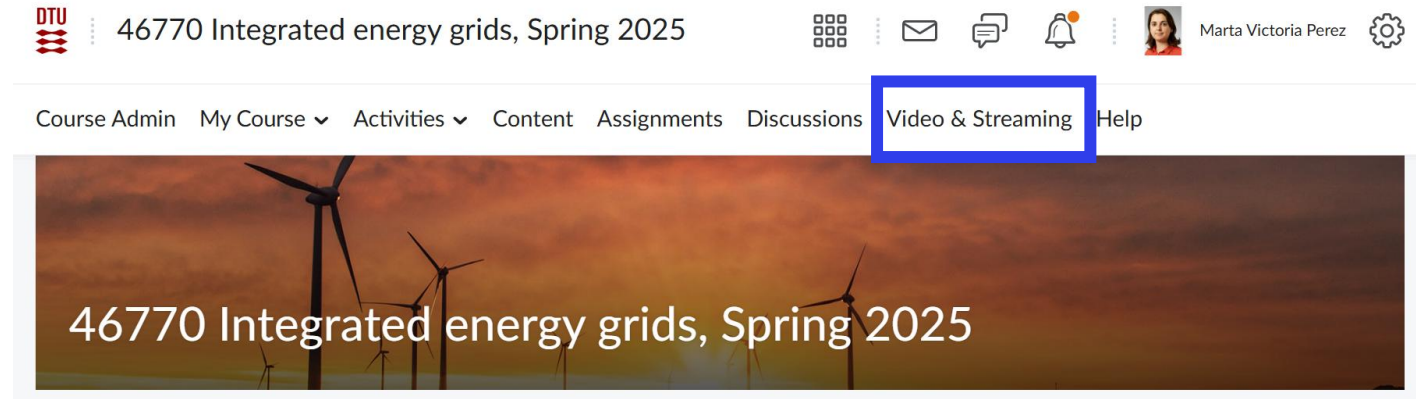 DTU
46770 Integrated energy grids, Spring 2025
Marta Victoria Perez
Course Admin My Course Activities Content Assignments Discussions Video & Streaming Help
46770 Integrated energy grids, Spring 2025